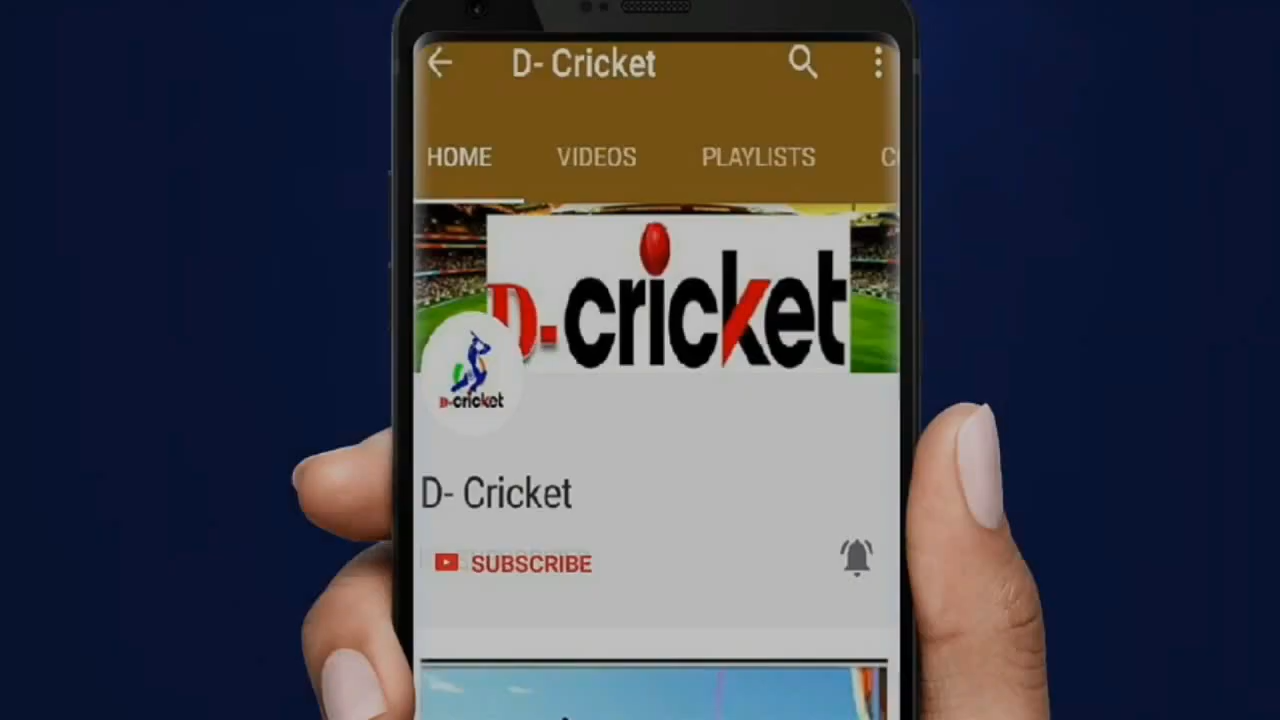 D- Cricket
HOME VIDEOS PLAYLISTS
D-cricket
D-cricket
D- Cricket
SUBSCRIBE